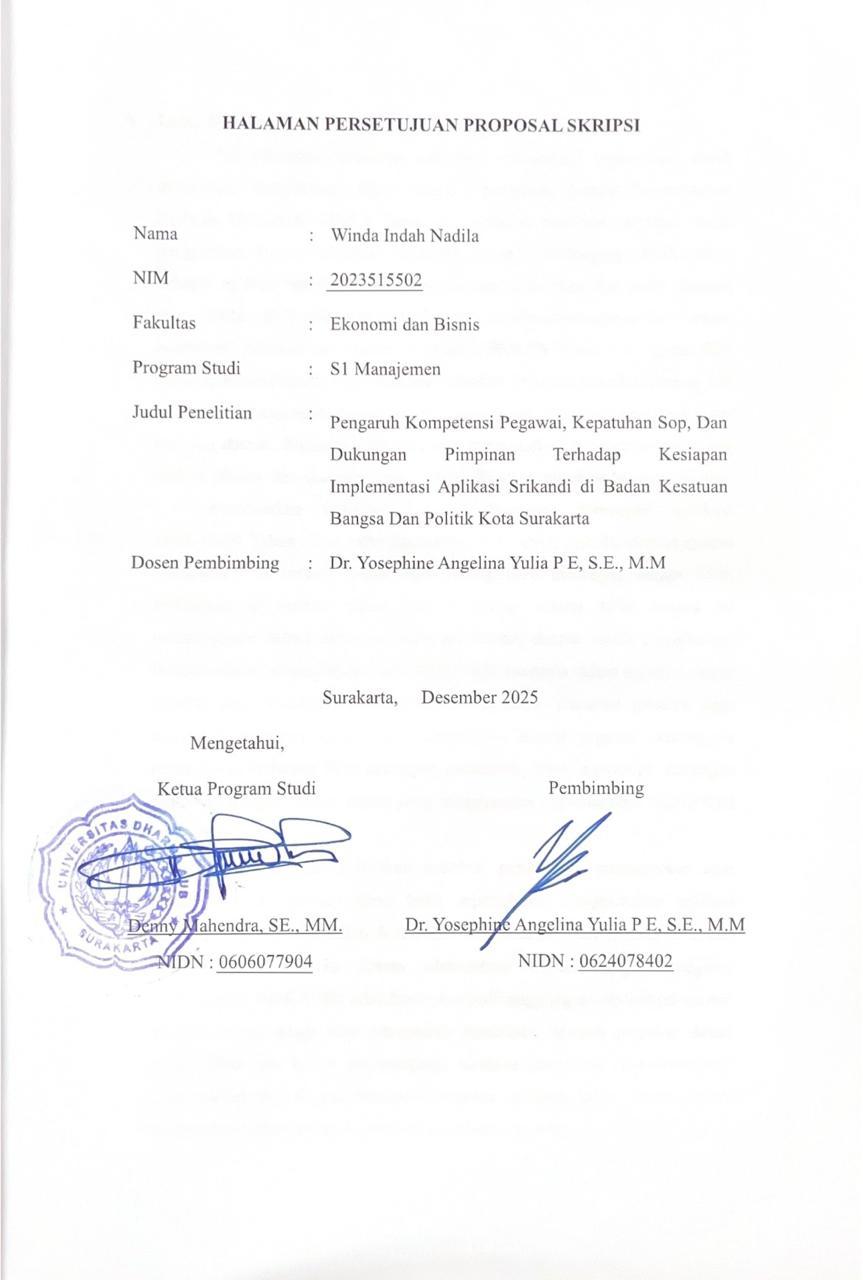 HALAMAN PERSETUJUAN PROPOSAL SKRIPSI
Nama : Winda Indah Nadila
NIM : 2023515502
Fakultas : Ekonomi dan Bisnis
Program Studi : S1 Manajemen
Judul Penelitian : Pengaruh Kompetensi Pegawai, Kepatuhan Sop, Dan
Dukungan Pimpinan Terhadap Kesiapan
Implementasi Aplikasi Srikandi di Badan Kesatuan
Bangsa Dan Politik Kota Surakarta
Dosen Pembimbing : Dr. Yosephine Angelina Yulia P E, S.E., M.M
Surakarta, Desember 2025
Mengetahui,
Ketua Program Studi Pembimbing
UNIVERSITAS DHARMA AUB
SURAKARTA
Denny Mahendra, SE., MM. Dr. Yosephine Angelina Yulia P E, S.E., M.M
NIDN : 0606077904 NIDN : 0624078402